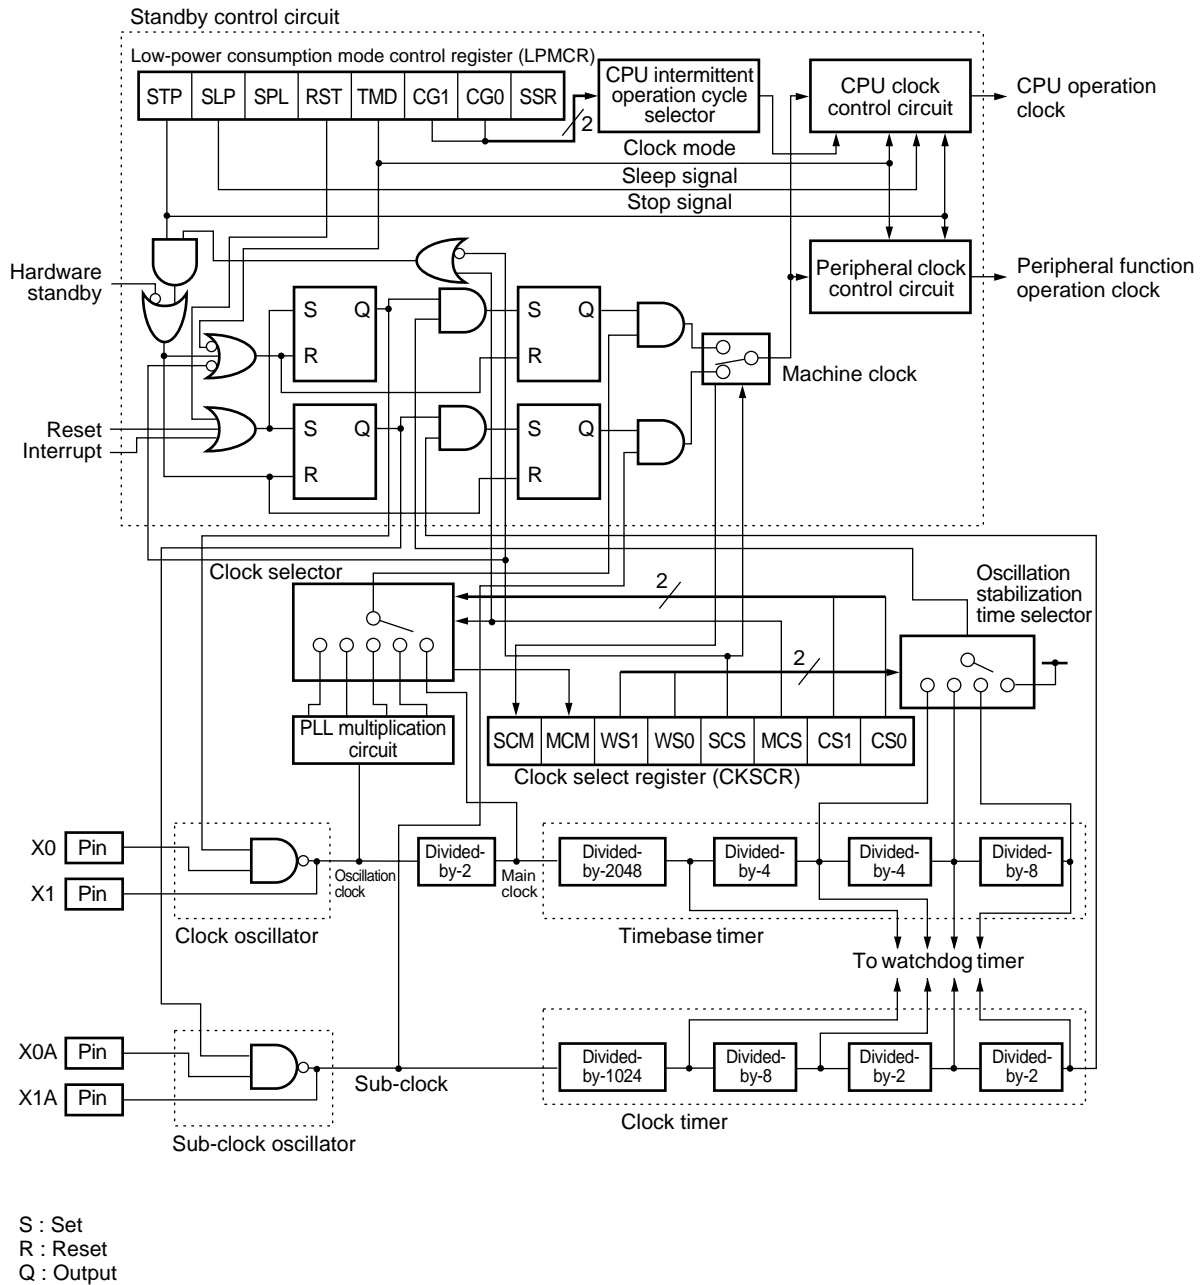 Standby control circuit
Low-power consumption mode control register (LPMCR)
STP SLP SPL RST TMD CG1 CG0 SSR
2
CPU intermittent
operation cycle
selector
CPU clock
control circuit
CPU operation
clock
Clock mode
Sleep signal
Stop signal
Hardware
standby
Peripheral clock
control circuit
Peripheral function
operation clock
S Q
R
S Q
R
Machine clock
Reset
Interrupt
S Q
R
S Q
R
Clock selector
2
Oscillation
stabilization
time selector
2
PLL multiplication
circuit
SCM MCM WS1 WS0 SCS MCS CS1 CS0
Clock select register (CKSCR)
X0 Pin
X1 Pin
Clock oscillator
Oscillation
clock
Divided-
by-2
Main
clock
Divided-
by-2048
Divided-
by-4
Divided-
by-4
Divided-
by-8
Timebase timer
To watchdog timer
X0A Pin
X1A Pin
Sub-clock oscillator
Sub-clock
Divided-
by-1024
Divided-
by-8
Divided-
by-2
Divided-
by-2
Clock timer
S : Set
R : Reset
Q : Output